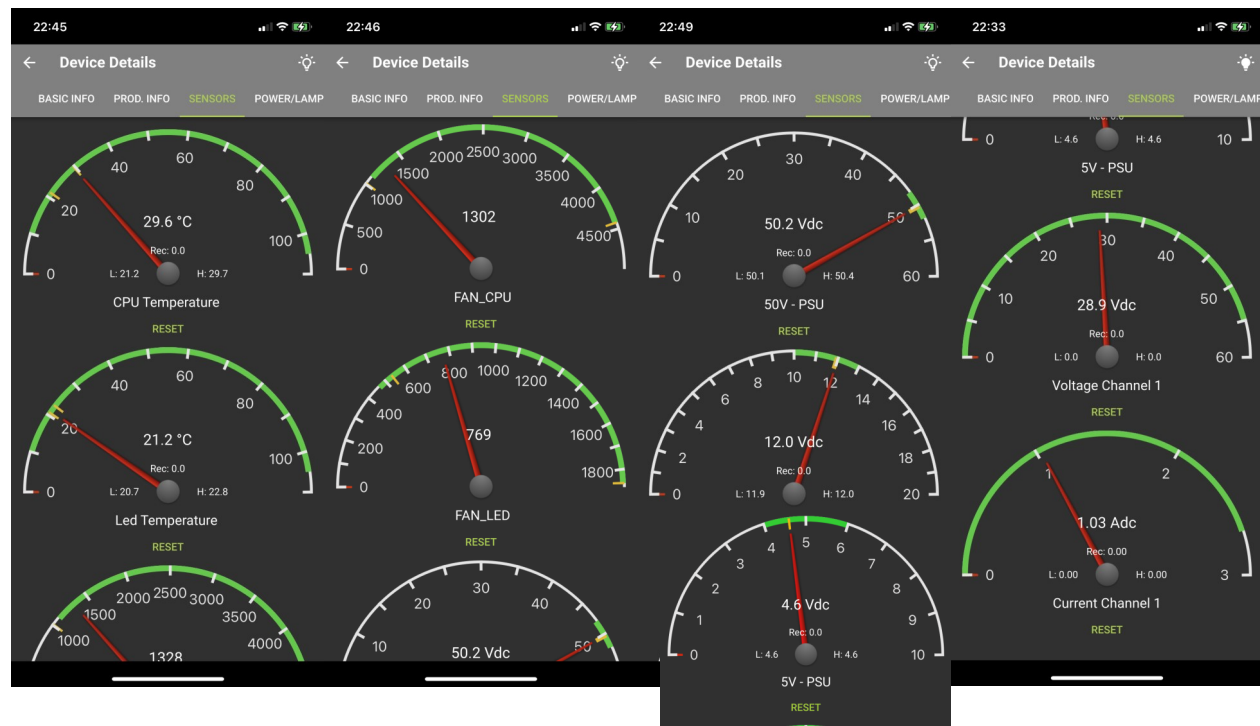 22:45
Device Details
BASIC INFO PROD. INFO SENSORS POWER/LAMP
0 20 40 60 80 100
29.6 °C
Rec: 0.0
L: 21.2 H: 29.7
CPU Temperature
RESET
0 20 40 60 80 100
21.2 °C
Rec: 0.0
L: 20.7 H: 22.8
Led Temperature
RESET
1000 1500 2000 2500 3000 3500 4000
1328
22:46
Device Details
BASIC INFO PROD. INFO SENSORS POWER/LAMP
0 500 1000 1500 2000 2500 3000 3500 4000 4500
1302
FAN_CPU
RESET
0 200 400 600 800 1000 1200 1400 1600 1800
769
FAN_LED
RESET
10 20 30 40 50
50.2 Vdc
22:49
Device Details
BASIC INFO PROD. INFO SENSORS POWER/LAMP
0 10 20 30 40 50 60
50.2 Vdc
Rec: 0.0
L: 50.1 H: 50.4
50V - PSU
RESET
0 2 4 6 8 10 12 14 16 18 20
12.0 Vdc
Rec: 0.0
L: 11.9 H: 12.0
0 1 2 3 4 5 6 7 8 9 10
4.6 Vdc
Rec: 0.0
L: 4.6 H: 4.6
5V - PSU
RESET
22:33
Device Details
BASIC INFO PROD. INFO SENSORS POWER/LAMP
0 10
L: 4.6 H: 4.6
5V - PSU
RESET
0 10 20 30 40 50 60
28.9 Vdc
Rec: 0.0
L: 0.0 H: 0.0
Voltage Channel 1
RESET
0 1 2 3
1.03 Adc
Rec: 0.00
L: 0.00 H: 0.00
Current Channel 1
RESET